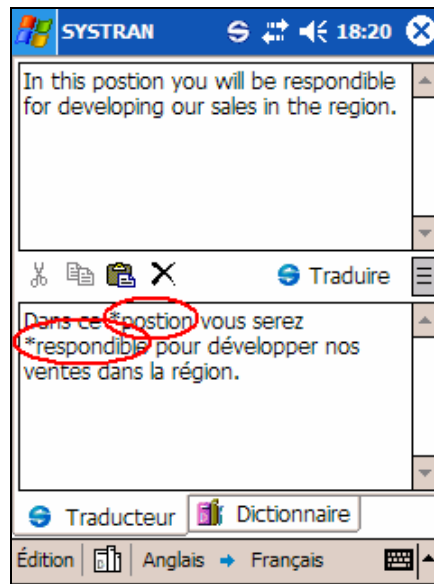 SYSTRAN 18:20
In this postion you will be respondible
for developing our sales in the region.
Traduire
Dans ce *postion vous serez
*respondible pour développer nos
ventes dans la région.
Traducteur Dictionnaire
Édition Anglais Français